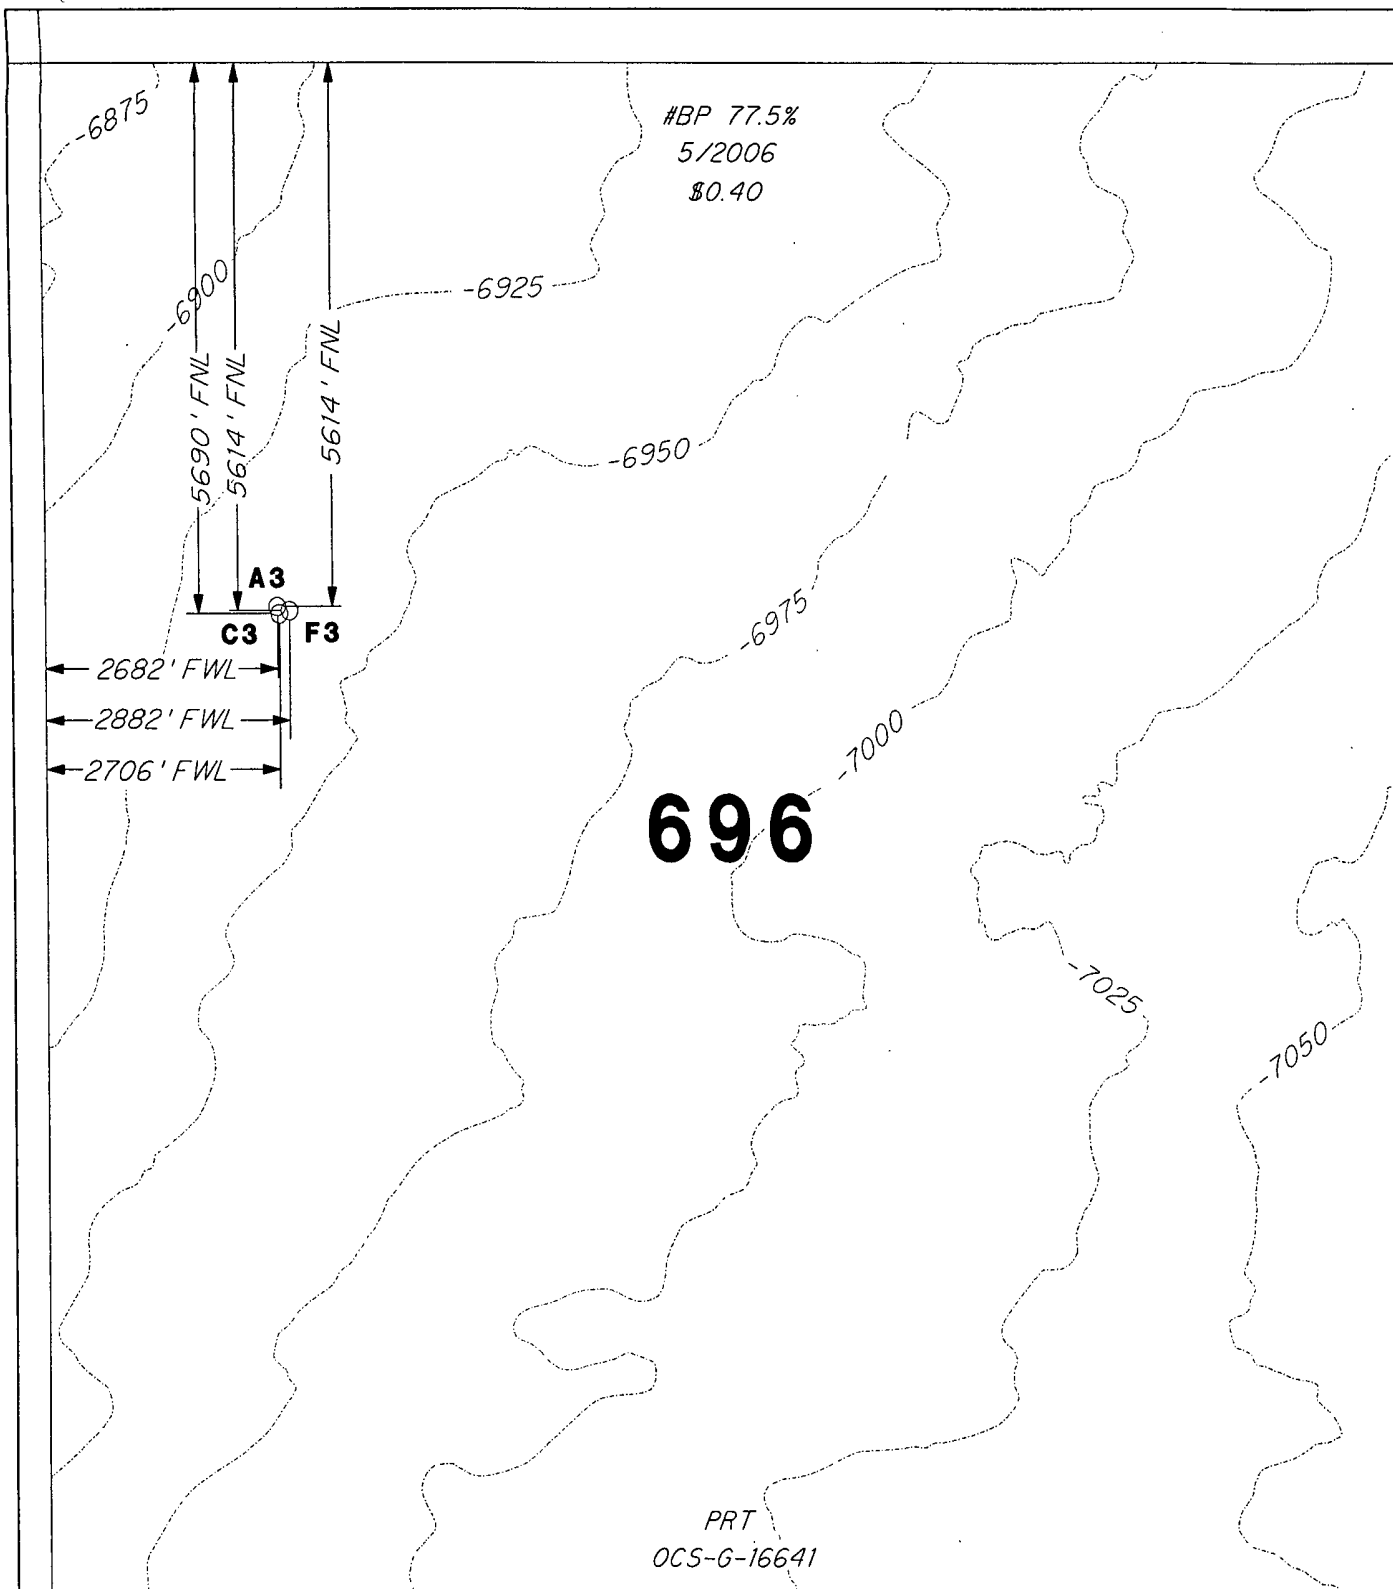 #BP 77.5%
5/2006
$0.40
-6875
-6900
-6925
5690' FNL
5614' FNL
5614' FNL
-6950
A3
C3
F3
-6975
2682' FWL
2882' FWL
2706' FWL
-7000
696
-7025
-7050
PRT
OCS-G-16641